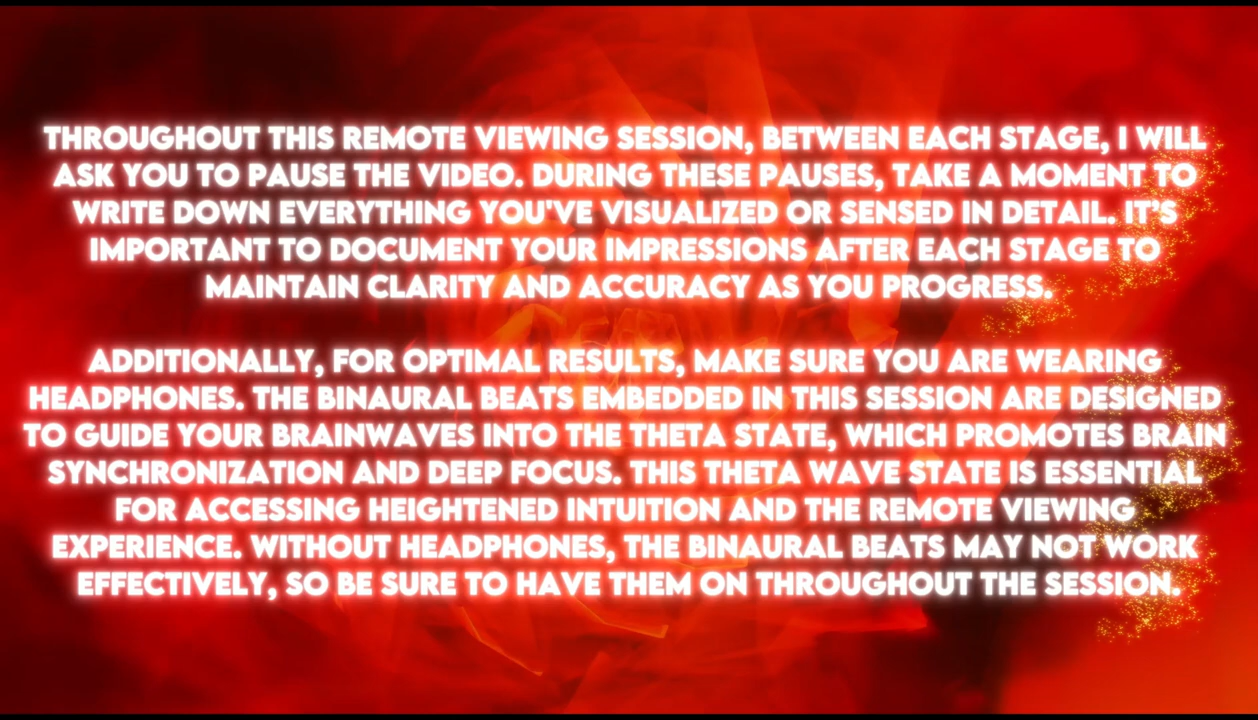 THROUGHOUT THIS REMOTE VIEWING SESSION, BETWEEN EACH STAGE, I WILL
ASK YOU TO PAUSE THE VIDEO. DURING THESE PAUSES, TAKE A MOMENT TO
WRITE DOWN EVERYTHING YOU'VE VISUALIZED OR SENSED IN DETAIL. IT'S
IMPORTANT TO DOCUMENT YOUR IMPRESSIONS AFTER EACH STAGE TO
MAINTAIN CLARITY AND ACCURACY AS YOU PROGRESS.
ADDITIONALLY, FOR OPTIMAL RESULTS, MAKE SURE YOU ARE WEARING
HEADPHONES. THE BINAURAL BEATS EMBEDDED IN THIS SESSION ARE DESIGNED
TO GUIDE YOUR BRAINWAVES INTO THE THETA STATE, WHICH PROMOTES BRAIN
SYNCHRONIZATION AND DEEP FOCUS. THIS THETA WAVE STATE IS ESSENTIAL
FOR ACCESSING HEIGHTENED INTUITION AND THE REMOTE VIEWING
EXPERIENCE. WITHOUT HEADPHONES, THE BINAURAL BEATS MAY NOT WORK
EFFECTIVELY, SO BE SURE TO HAVE THEM ON THROUGHOUT THE SESSION.